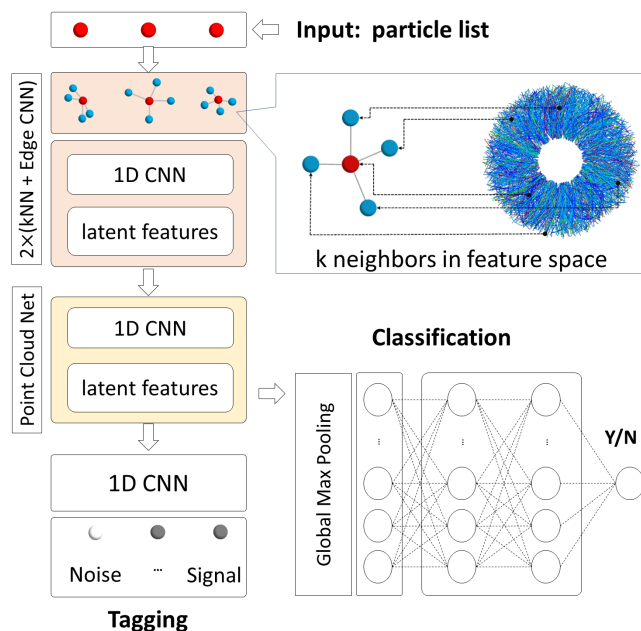 Input:  particle list
2×(kNN + Edge CNN)
1D CNN
latent features
k neighbors in feature space
Point Cloud Net
1D CNN
latent features
Classification
Global Max Pooling
...
...
...
Y/N
1D CNN
Noise ... Signal
Tagging